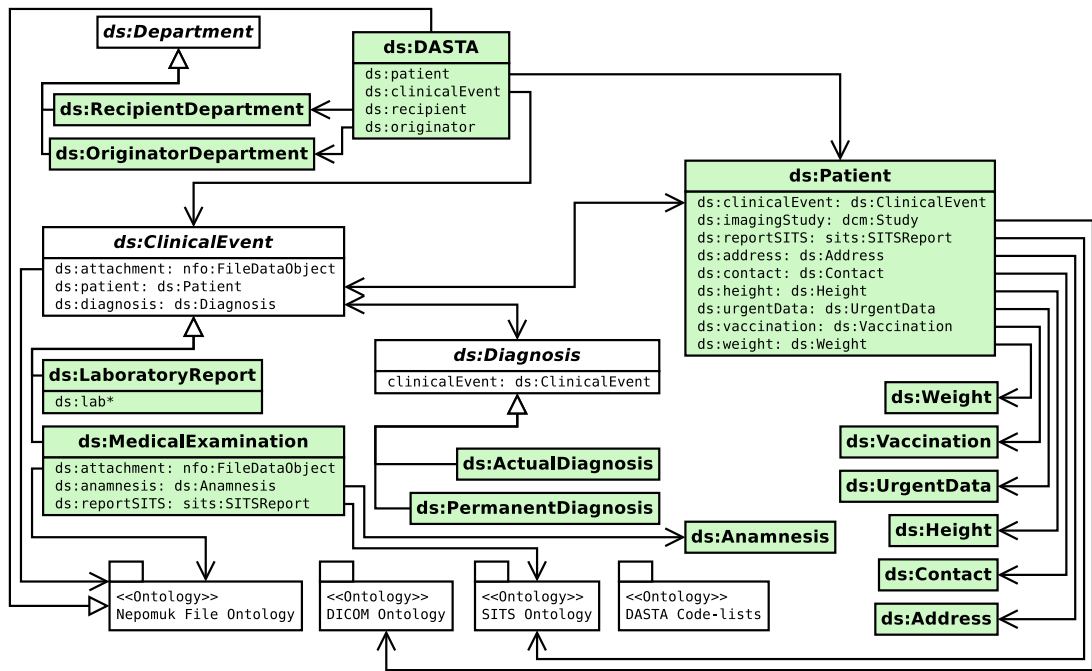 ds:Department
ds:DASTA
ds:patient
ds:clinicalEvent
ds:recipient
ds:originator
ds:RecipientDepartment
ds:OriginatorDepartment
ds:Patient
ds:clinicalEvent: ds:ClinicalEvent
ds:imagingStudy: dcm:Study
ds:reportSITS: sits:SITSReport
ds:address: ds:Address
ds:contact: ds:Contact
ds:height: ds:Height
ds:urgentData: ds:UrgentData
ds:vaccination: ds:Vaccination
ds:weight: ds:Weight
ds:ClinicalEvent
ds:attachment: nfo:FileDataObject
ds:patient: ds:Patient
ds:diagnosis: ds:Diagnosis
ds:Diagnosis
clinicalEvent: ds:ClinicalEvent
ds:LaboratoryReport
ds:lab*
ds:MedicalExamination
ds:attachment: nfo:FileDataObject
ds:anamnesis: ds:Anamnesis
ds:reportSITS: sits:SITSReport
ds:ActualDiagnosis
ds:PermanentDiagnosis
ds:Anamnesis
ds:Weight
ds:Vaccination
ds:UrgentData
ds:Height
ds:Contact
ds:Address
<<Ontology>>
Nepomuk File Ontology
<<Ontology>>
DICOM Ontology
<<Ontology>>
SITS Ontology
<<Ontology>>
DASTA Code-lists